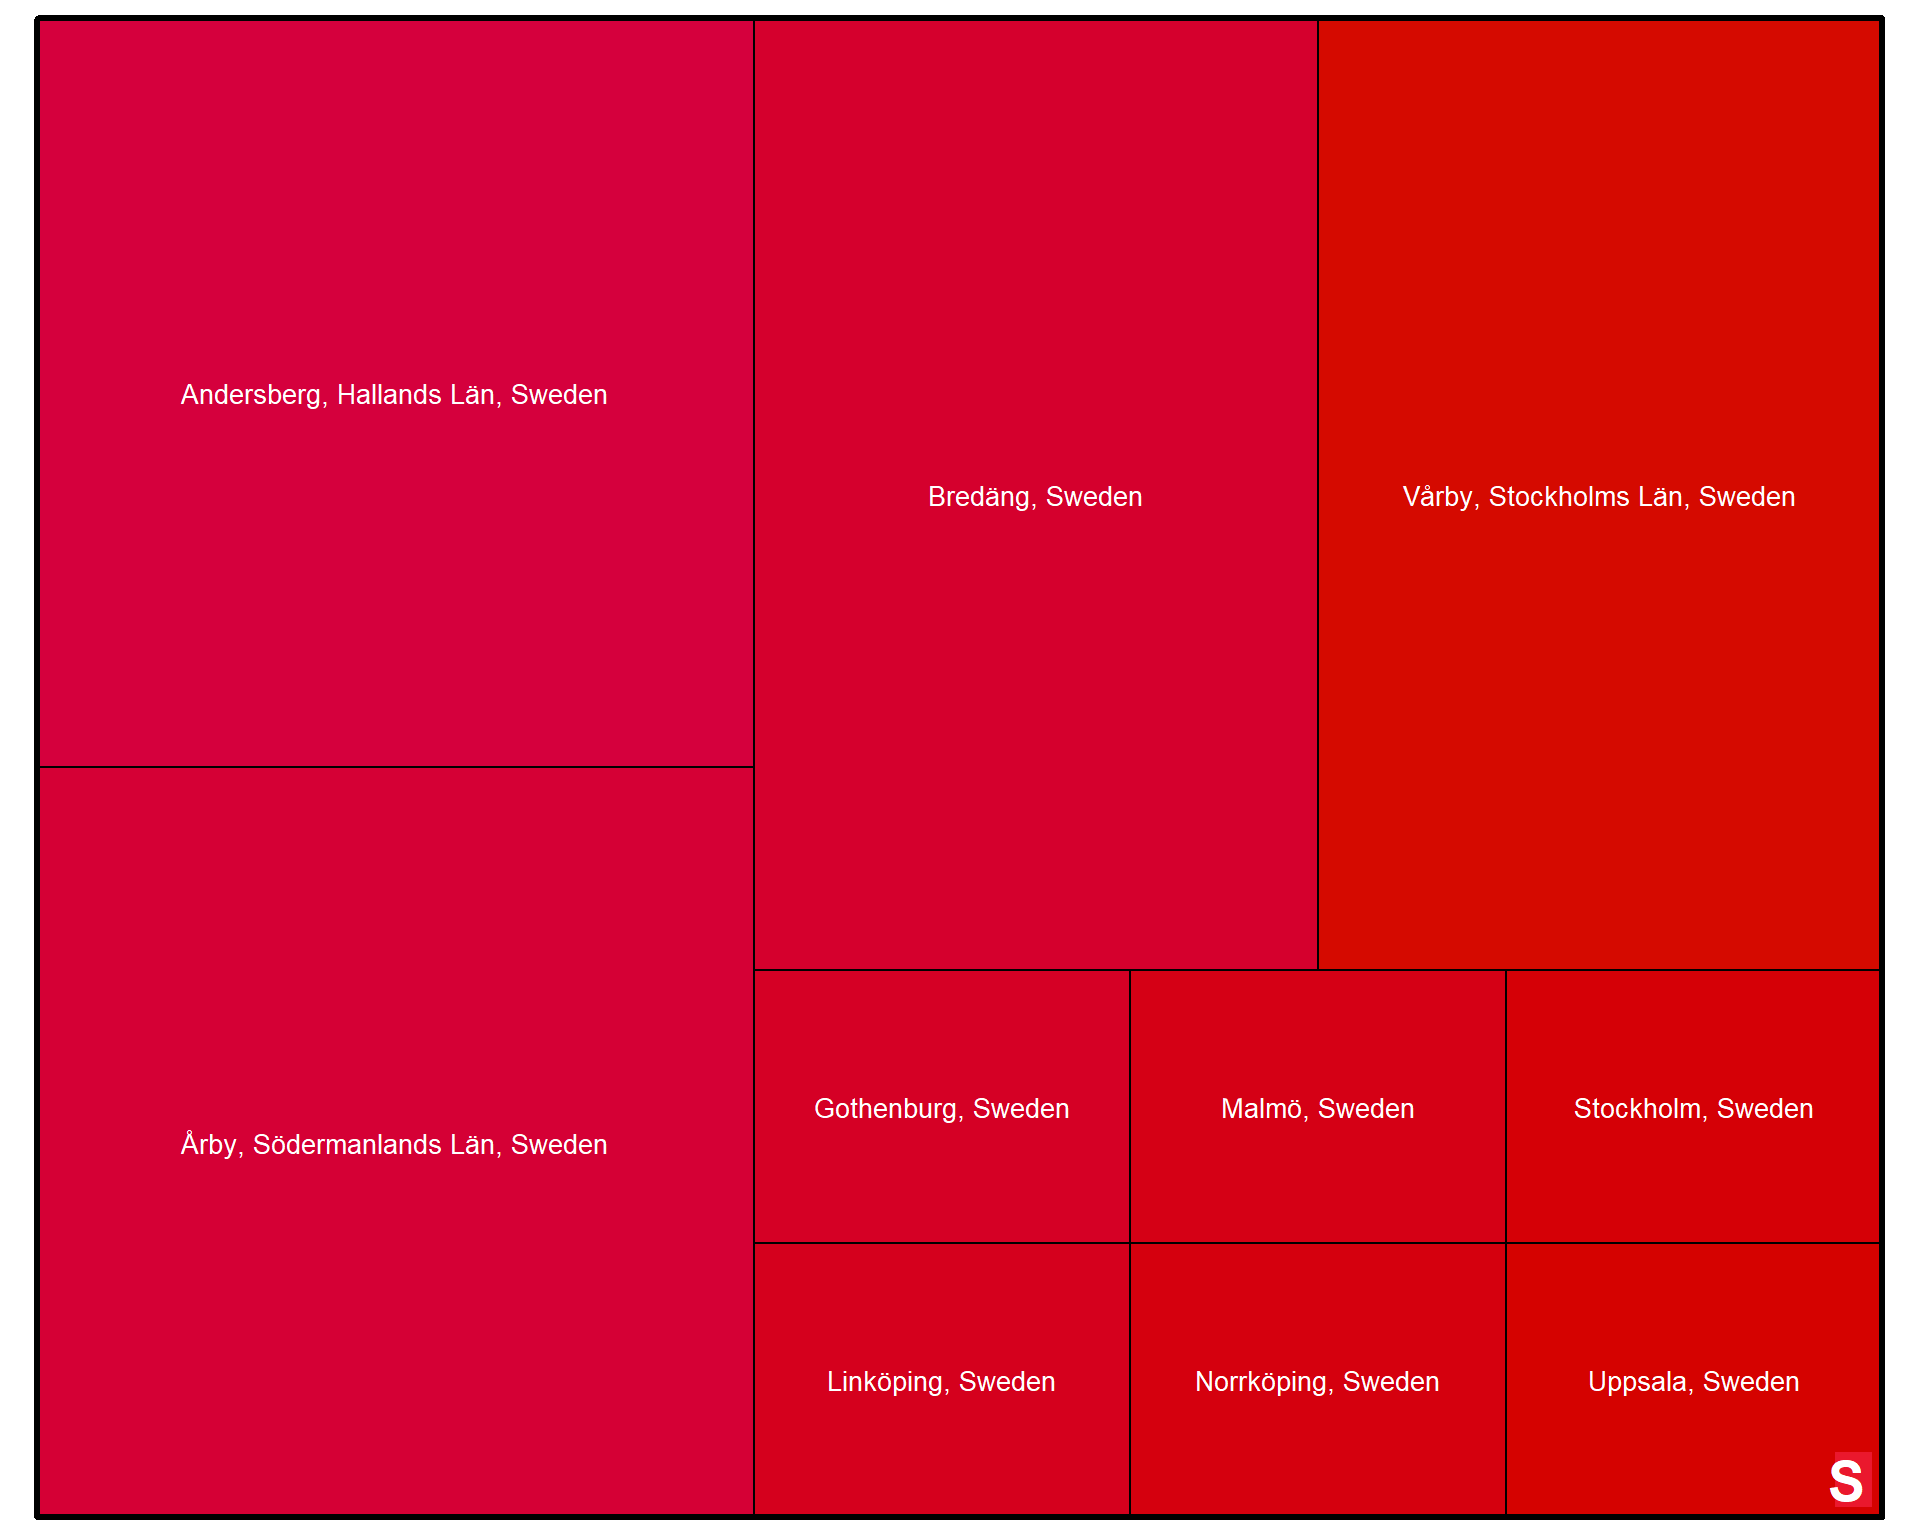 Andersberg, Hallands Län, Sweden
Bredäng, Sweden
Vårby, Stockholms Län, Sweden
Årby, Södermanlands Län, Sweden
Gothenburg, Sweden
Malmö, Sweden
Stockholm, Sweden
Linköping, Sweden
Norrköping, Sweden
Uppsala, Sweden
S